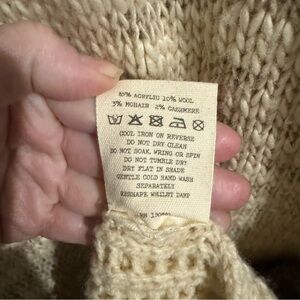 85% ACRYLIC 10% WOOL
3% MOHAIR 2% CASHMERE
COOL IRON ON REVERSE
DO NOT DRY CLEAN
DO NOT SOAK, WRING OR SPIN
DO NOT TUMBLE DRY
DRY FLAT IN SHADE
GENTLE COLD HAND WASH
SEPARATELY
RESHAPE WHILST DAMP